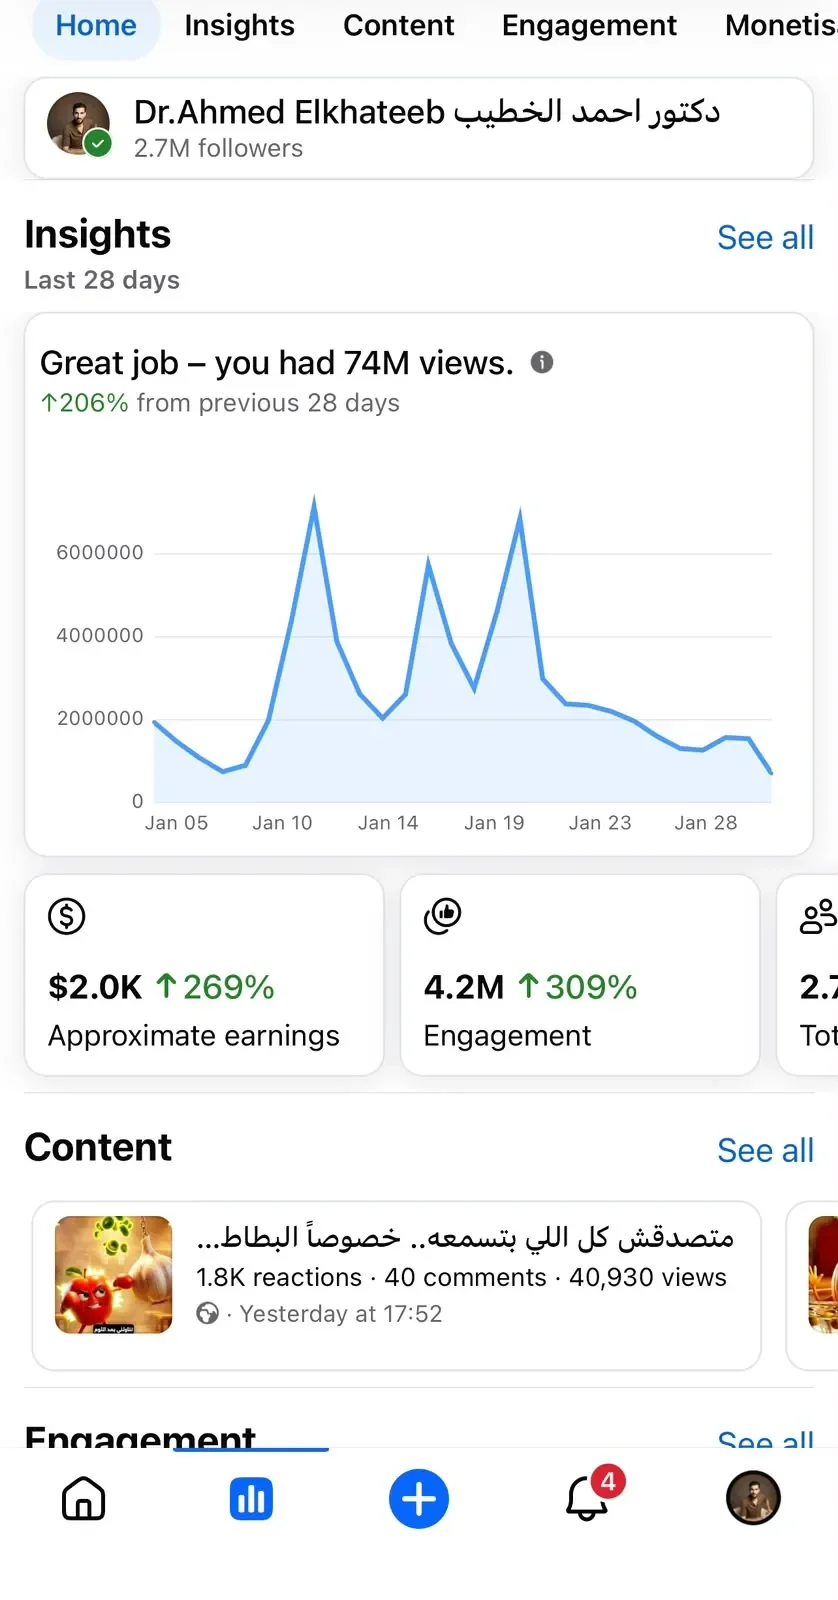 Home Insights Content Engagement Monetis
Dr.Ahmed Elkhateeb دكتور احمد الخطيب
2.7M followers
Insights
See all
Last 28 days
Great job – you had 74M views.
↑206% from previous 28 days
6000000
4000000
2000000
0
Jan 05 Jan 10 Jan 14 Jan 19 Jan 23 Jan 28
$2.0K ↑269%
Approximate earnings
4.2M ↑309%
Engagement
2.7
Tot
Content
See all
متصدقش كل اللي بتسمعه.. خصوصاً البطاط...
1.8K reactions · 40 comments · 40,930 views
· Yesterday at 17:52
Engagement
See all
4